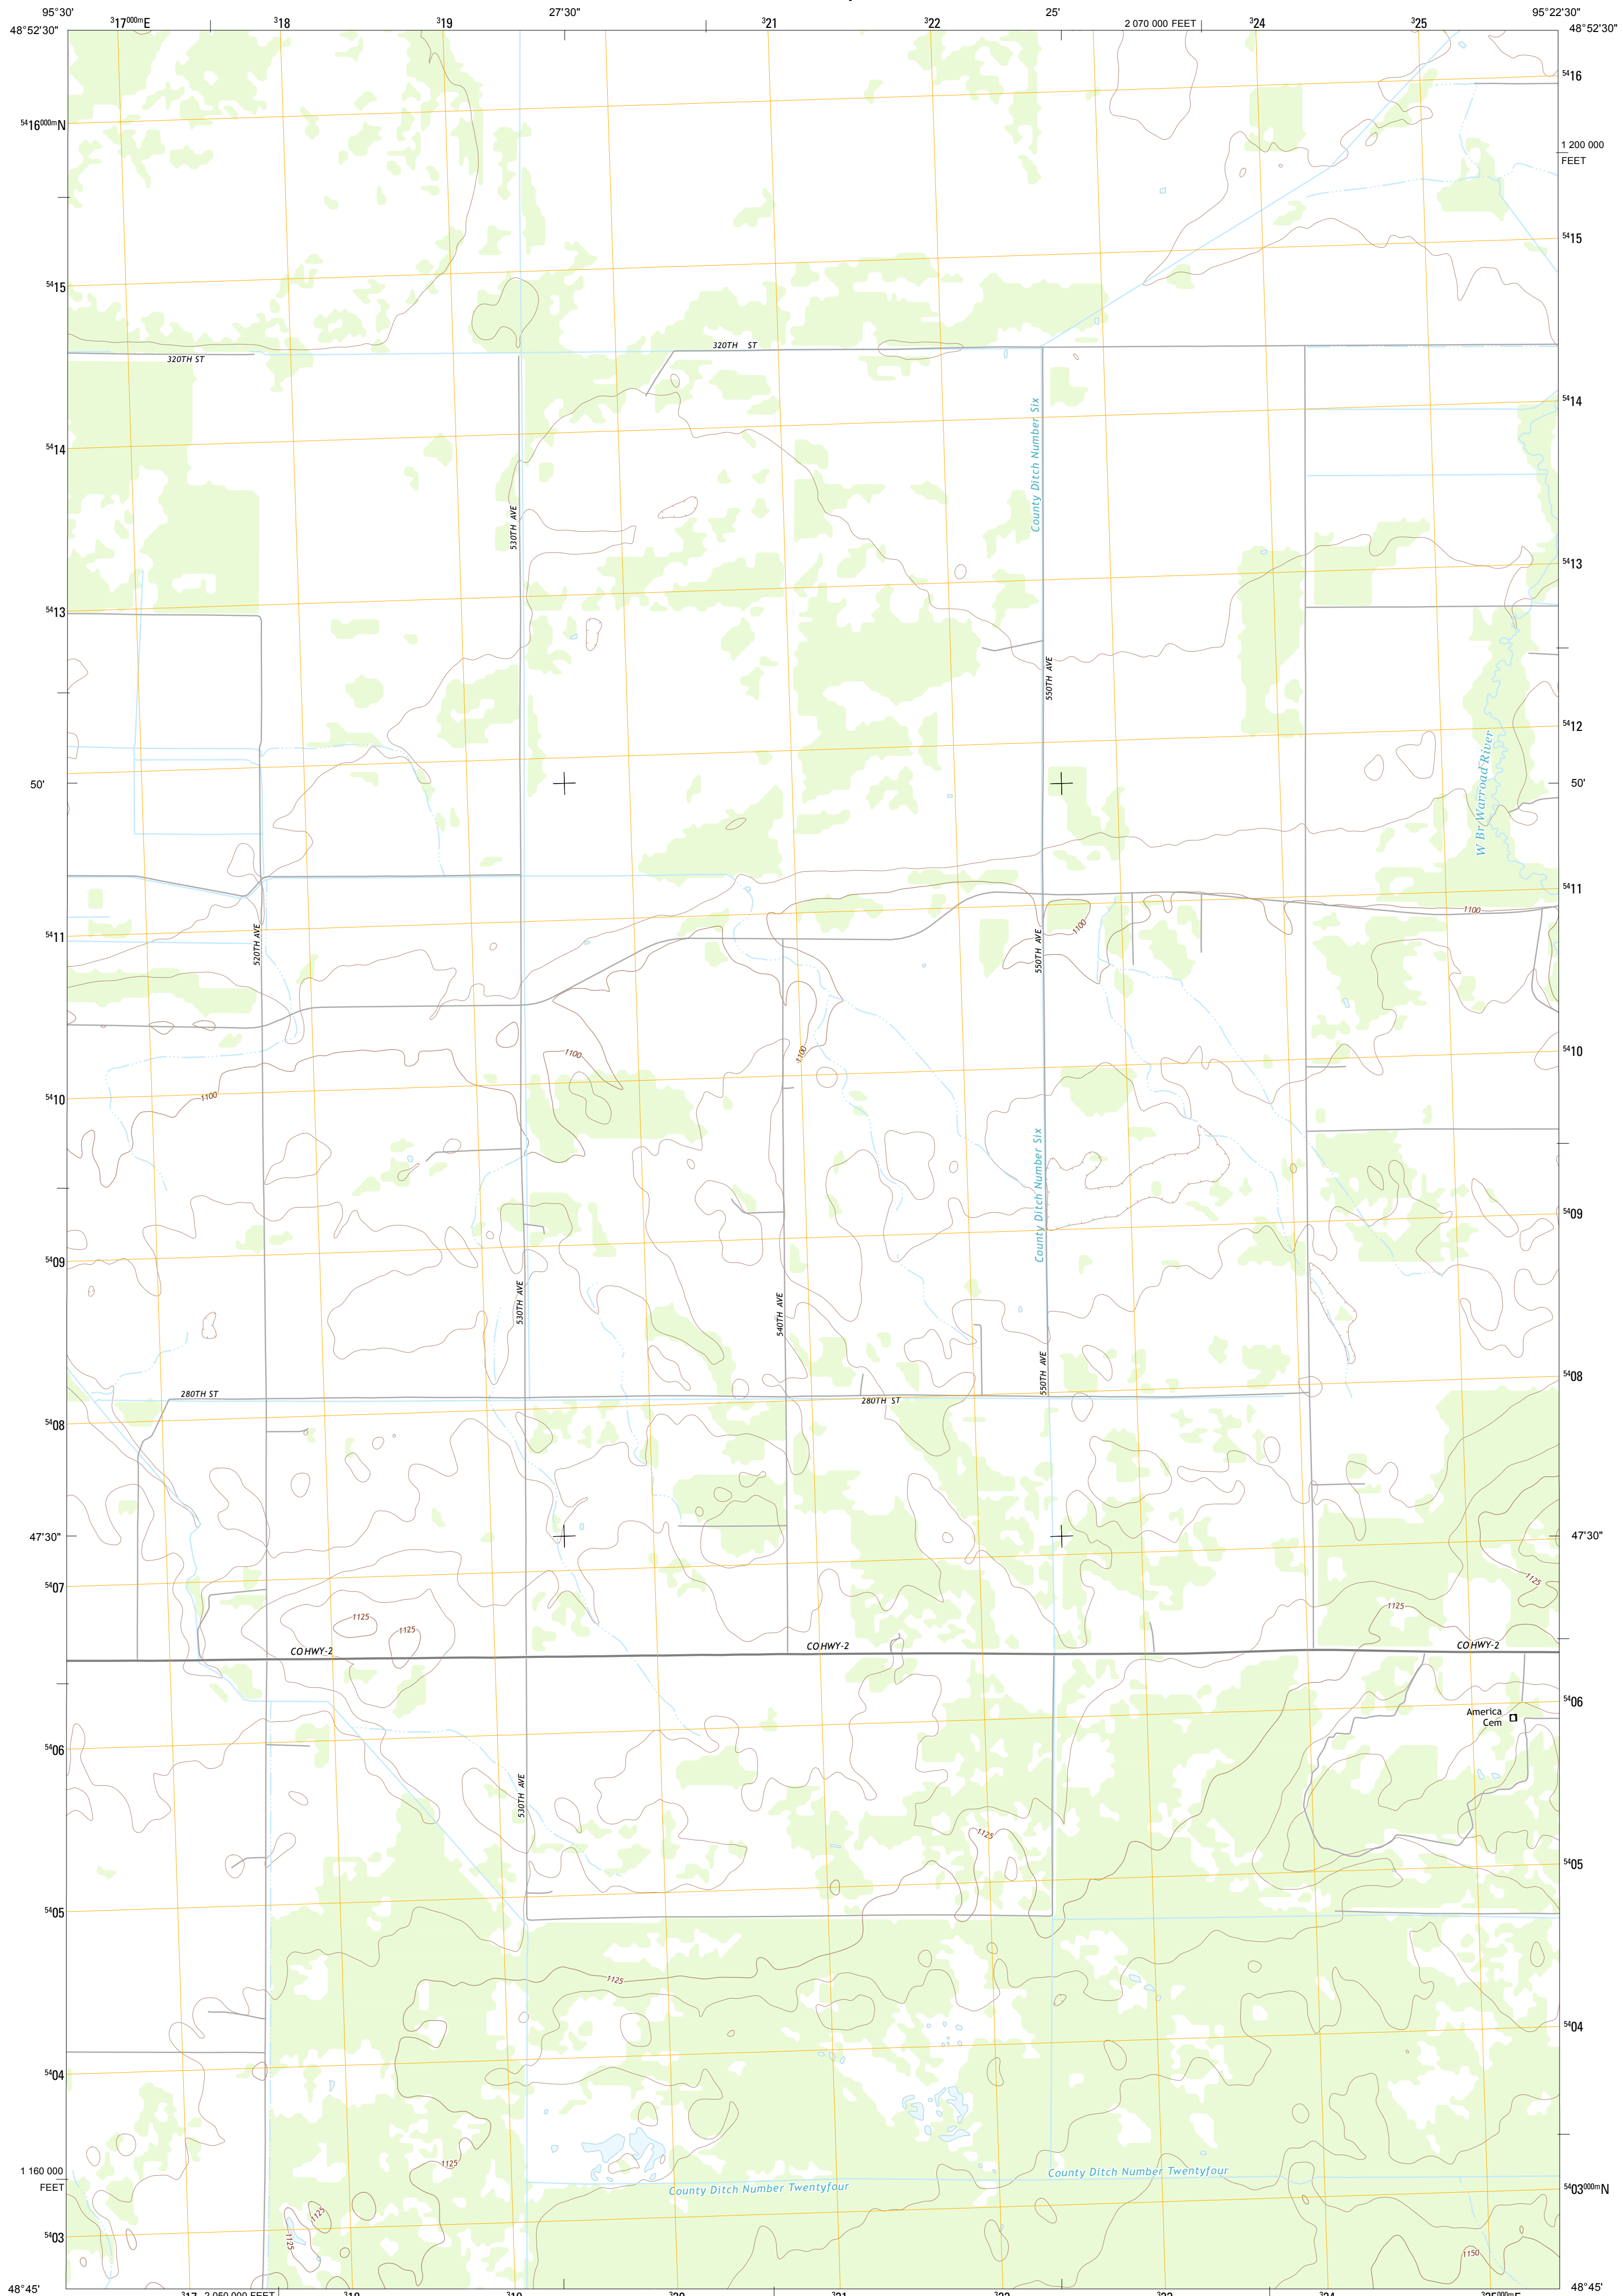 95°30'
³17⁰⁰⁰ᵐE
³18
³19
27'30"
³21
³22
25'
2 070 000 FEET
³24
³25
95°22'30"
48°52'30"
48°52'30"
⁵⁴16
⁵⁴16⁰⁰⁰ᵐN
1 200 000
FEET
⁵⁴15
⁵⁴15
320TH ST
320TH ST
⁵⁴14
⁵⁴14
County Ditch Number Six
530TH AVE
⁵⁴13
⁵⁴13
550TH AVE
⁵⁴12
W Br Warroad River
50'
50'
⁵⁴11
1100
⁵⁴11
520TH AVE
1100
550TH AVE
1100
1100
⁵⁴10
1100
⁵⁴10
County Ditch Number Six
⁵⁴09
⁵⁴09
530TH AVE
540TH AVE
550TH AVE
⁵⁴08
280TH ST
280TH ST
⁵⁴08
47'30"
47'30"
⁵⁴07
1125
1125
1125
1125
CO HWY-2
CO HWY-2
CO HWY-2
⁵⁴06
America
Cem
⁵⁴06
530TH AVE
1125
⁵⁴05
⁵⁴05
1125
⁵⁴04
⁵⁴04
1125
1 160 000
FEET
County Ditch Number Twentyfour
County Ditch Number Twentyfour
⁵⁴03⁰⁰⁰ᵐN
1125
1125
⁵⁴03
1150
48°45'
48°45'